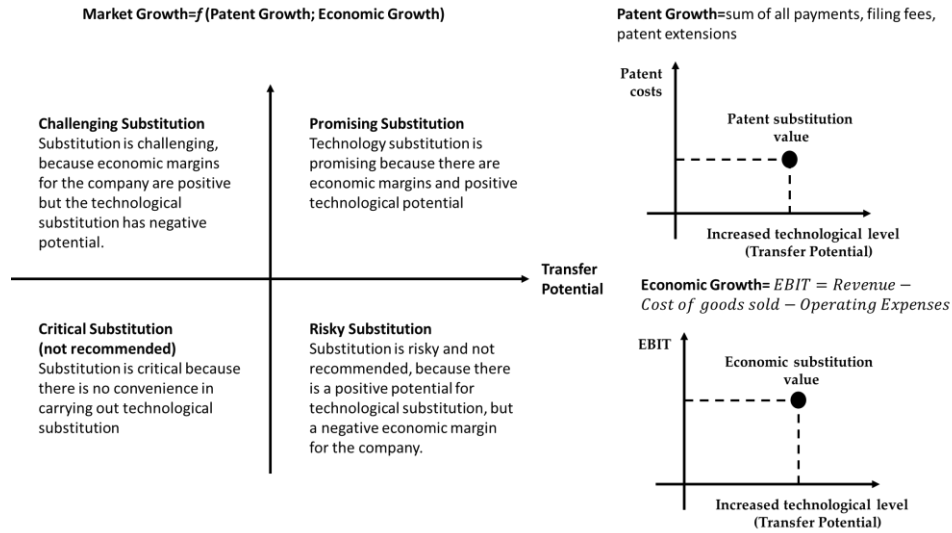 Market Growth=f (Patent Growth; Economic Growth)
Challenging Substitution
Substitution is challenging,
because economic margins
for the company are positive
but the technological
substitution has negative
potential.
Promising Substitution
Technology substitution is
promising because there are
economic margins and positive
technological potential
Transfer
Potential
Critical Substitution
(not recommended)
Substitution is critical because
there is no convenience in
carrying out technological
substitution
Risky Substitution
Substitution is risky and not
recommended, because there
is a positive potential for
technological substitution, but
a negative economic margin
for the company.
Patent Growth=sum of all payments, filing fees,
patent extensions
Patent
costs
Patent substitution
value
Increased technological level
(Transfer Potential)
Economic Growth= EBIT = Revenue −
Cost of goods sold − Operating Expenses
EBIT
Economic substitution
value
Increased technological level
(Transfer Potential)